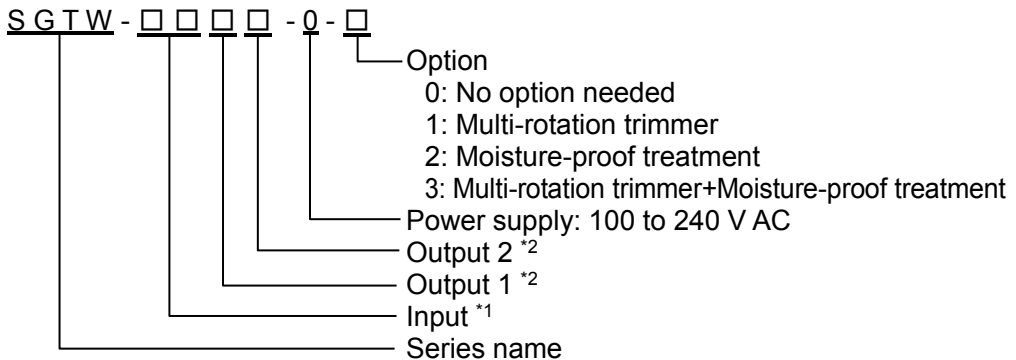 SGTW-□□□□-0-□
Option
0: No option needed
1: Multi-rotation trimmer
2: Moisture-proof treatment
3: Multi-rotation trimmer+Moisture-proof treatment
Power supply: 100 to 240 V AC
Output 2 *2
Output 1 *2
Input *1
Series name